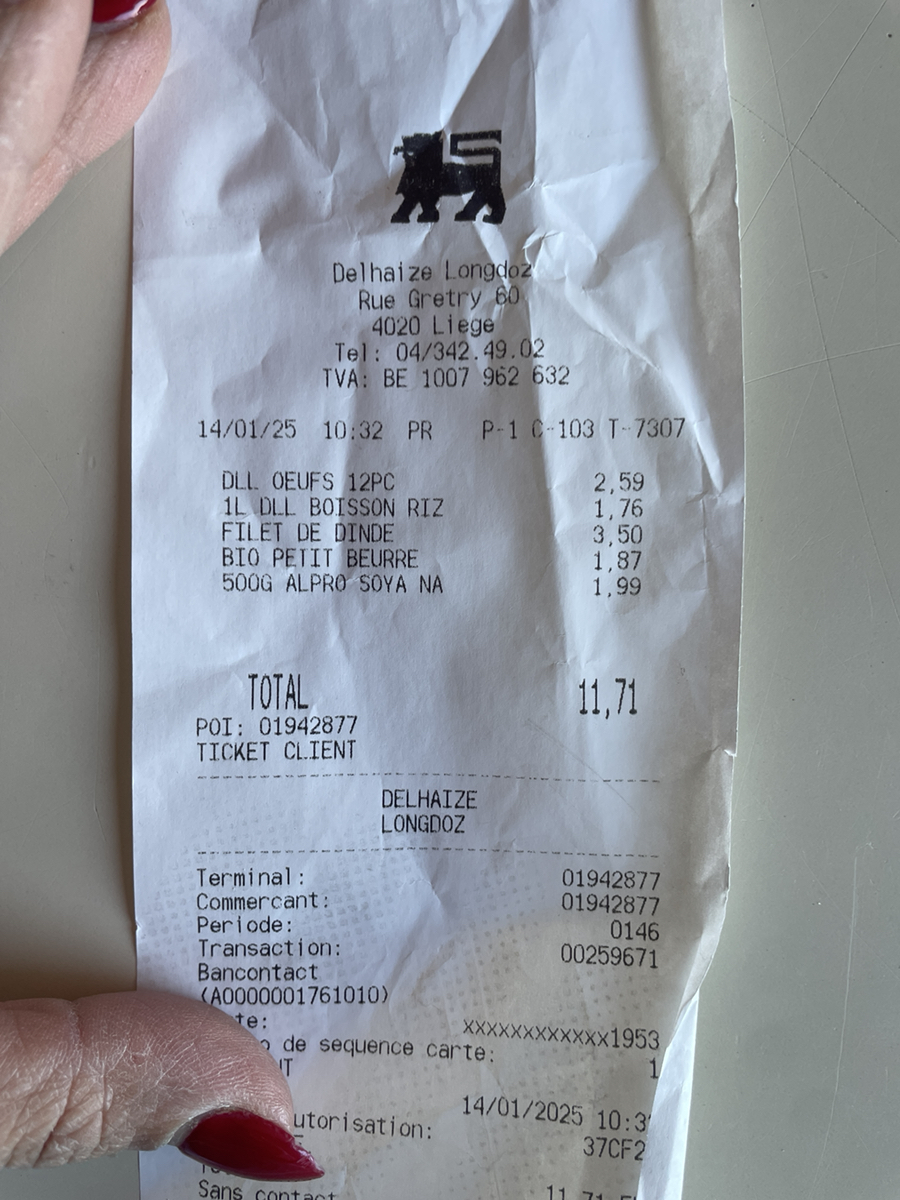 Delhaize Longdoz
Rue Gretry 60
4020 Liege
Tel: 04/342.49.02
TVA: BE 1007 962 632
14/01/25 10:32 PR P-1 C-103 T-7307
DLL OEUFS 12PC 2,59
1L DLL BOISSON RIZ 1,76
FILET DE DINDE 3,50
BIO PETIT BEURRE 1,87
500G ALPRO SOYA NA 1,99
TOTAL 11,71
POI: 01942877
TICKET CLIENT
DELHAIZE
LONGDOZ
Terminal: 01942877
Commercant: 01942877
Periode: 0146
Transaction: 00259671
Bancontact
(A0000001761010)
xxxxxxxxxxxx1953
de sequence carte: 1
14/01/2025
Sans contact 11,71